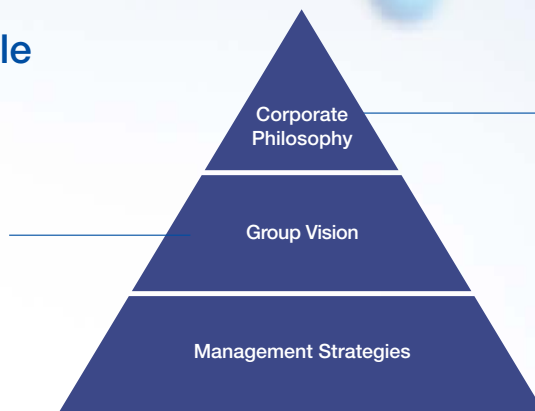 le
Corporate
Philosophy
Group Vision
Management Strategies